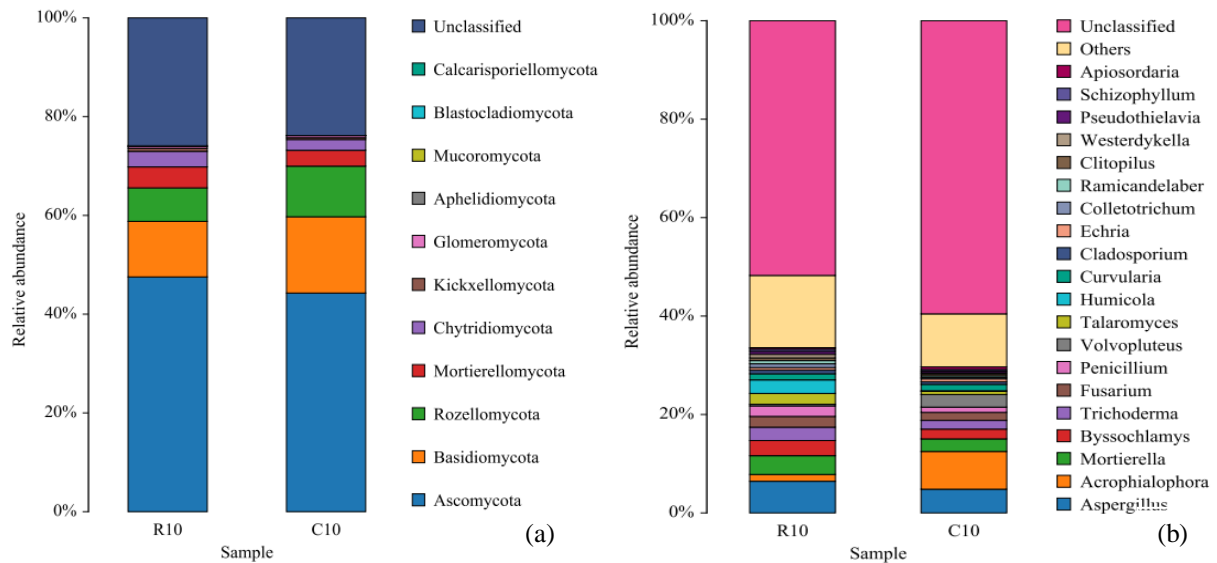 100%
80%
60%
40%
20%
0%
Relative abundance
R10
C10
Sample
Unclassified
Calcarisporiellomycota
Blastocladiomycota
Mucoromycota
Aphelidiomycota
Glomeromycota
Kickxellomycota
Chytridiomycota
Mortierellomycota
Rozellomycota
Basidiomycota
Ascomycota
(a)
100%
80%
60%
40%
20%
0%
Relative abundance
R10
C10
Sample
Unclassified
Others
Apiosordaria
Schizophyllum
Pseudothielavia
Westerdykella
Clitopilus
Ramicandelaber
Colletotrichum
Echria
Cladosporium
Curvularia
Humicola
Talaromyces
Volvopluteus
Penicillium
Fusarium
Trichoderma
Byssochlamys
Mortierella
Acrophialophora
Aspergillus
(b)